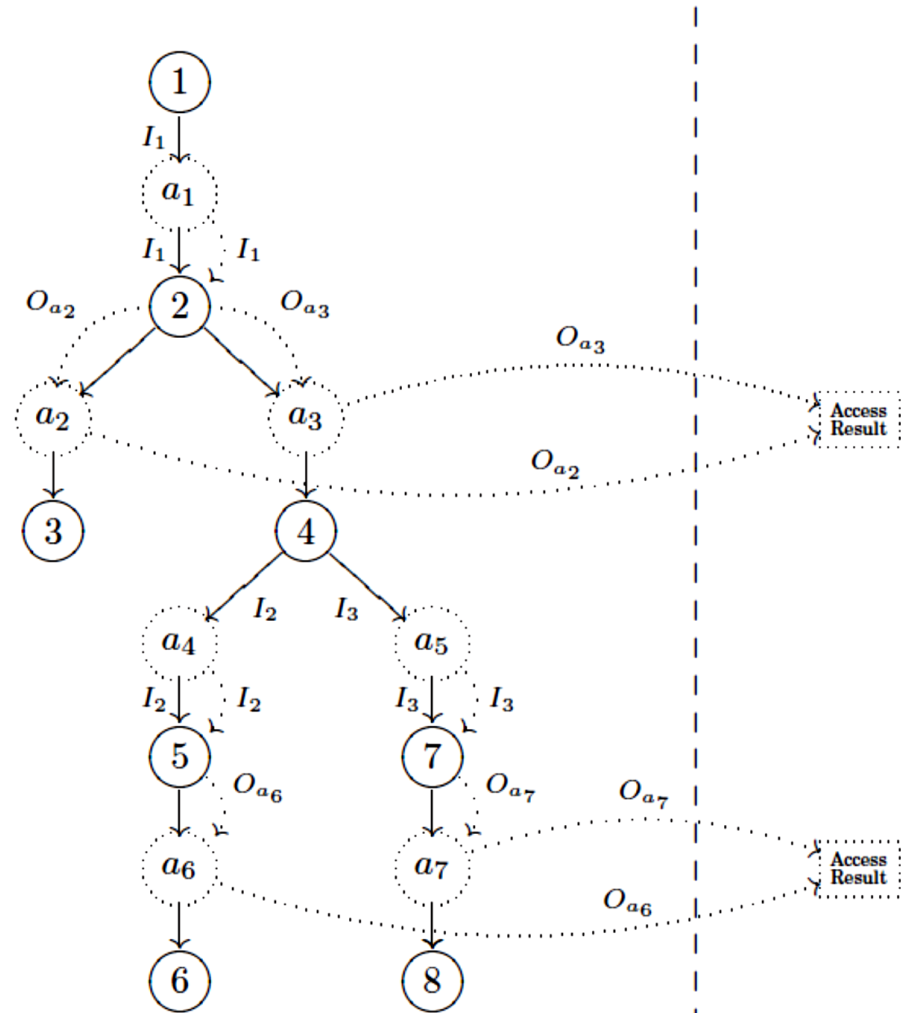 1
I₁
a₁
I₁ I₁
Oₐ₂ 2 Oₐ₃
Oₐ₃
a₂ a₃
Access
Result
Oₐ₂
3 4
I₂ I₃
a₄ a₅
I₂ I₂ I₃ I₃
5 7
Oₐ₆ Oₐ₇ Oₐ₇
a₆ a₇
Access
Result
Oₐ₆
6 8